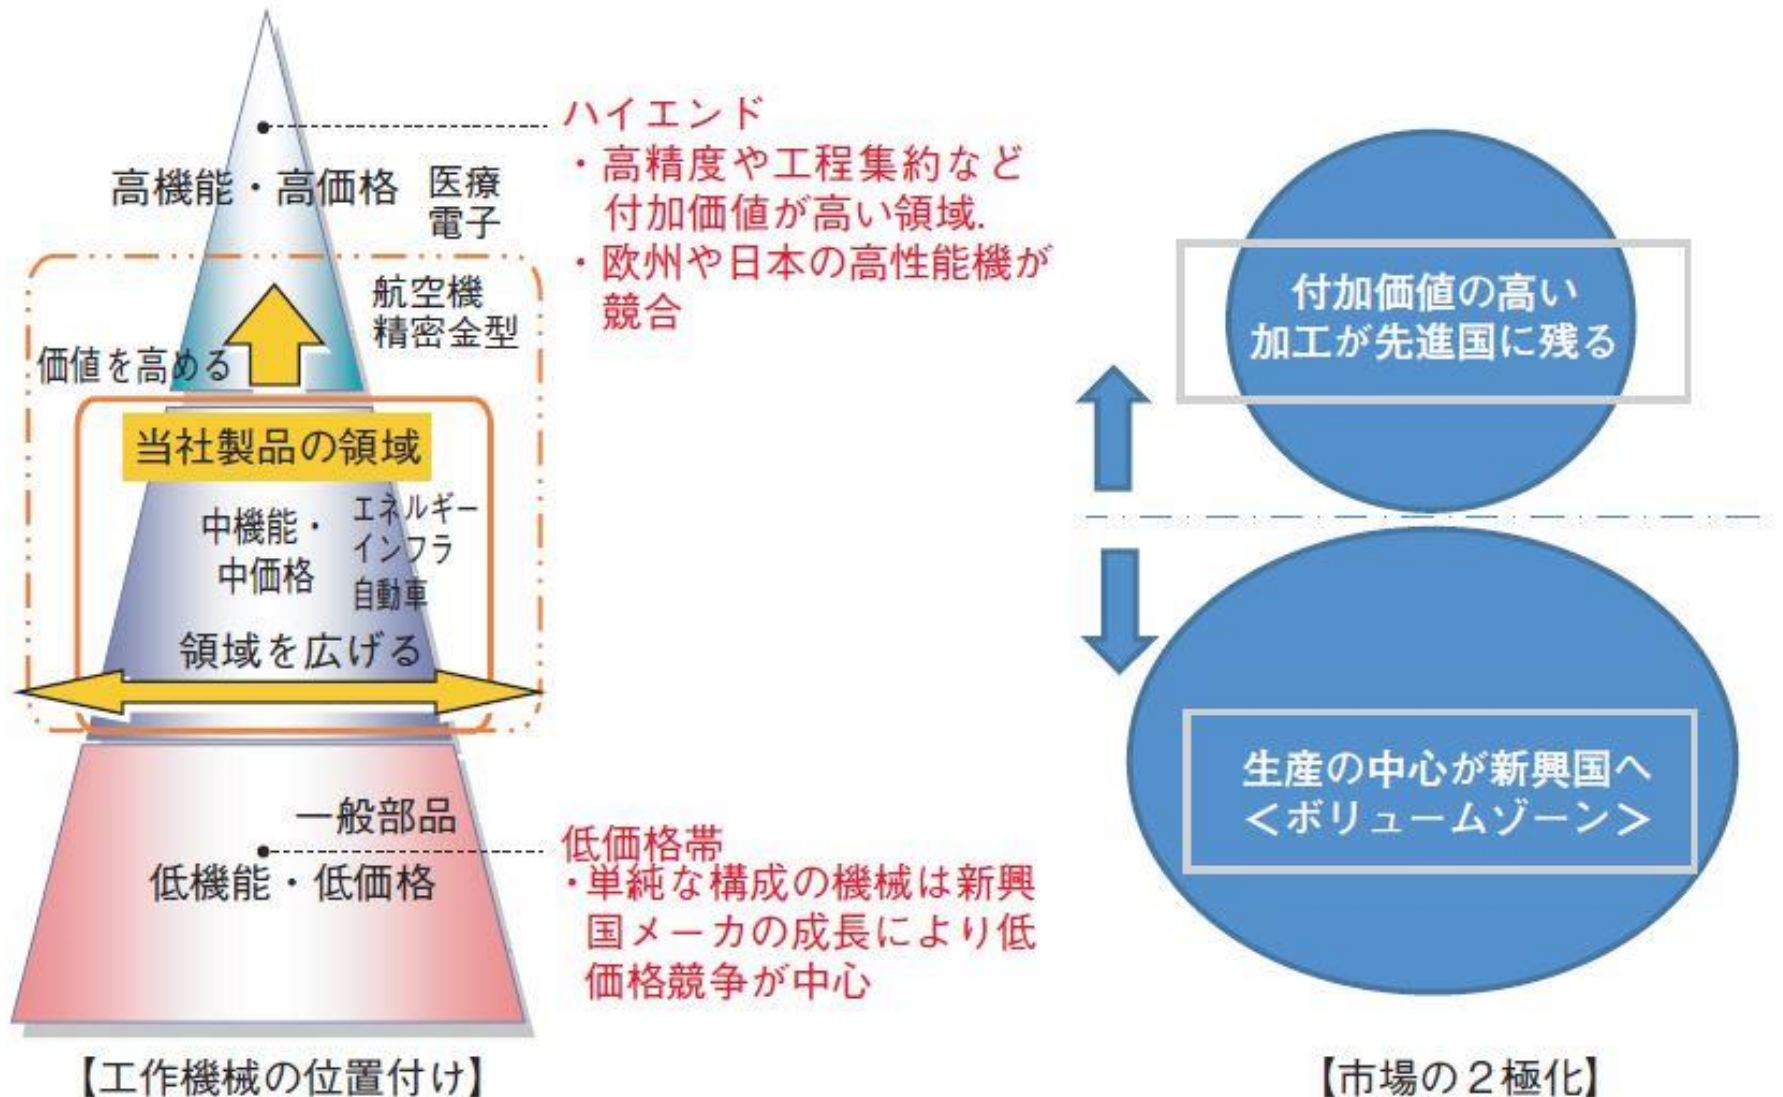 高機能・高価格
医療
電子
ハイエンド
・高精度や工程集約など
付加価値が高い領域.
・欧州や日本の高性能機が
競合
航空機
精密金型
価値を高める
当社製品の領域
中機能・
中価格
エネルギー
インフラ
自動車
領域を広げる
一般部品
低機能・低価格
低価格帯
・単純な構成の機械は新興
国メーカの成長により低
価格競争が中心
【工作機械の位置付け】
付加価値の高い
加工が先進国に残る
生産の中心が新興国へ
＜ボリュームゾーン＞
【市場の２極化】